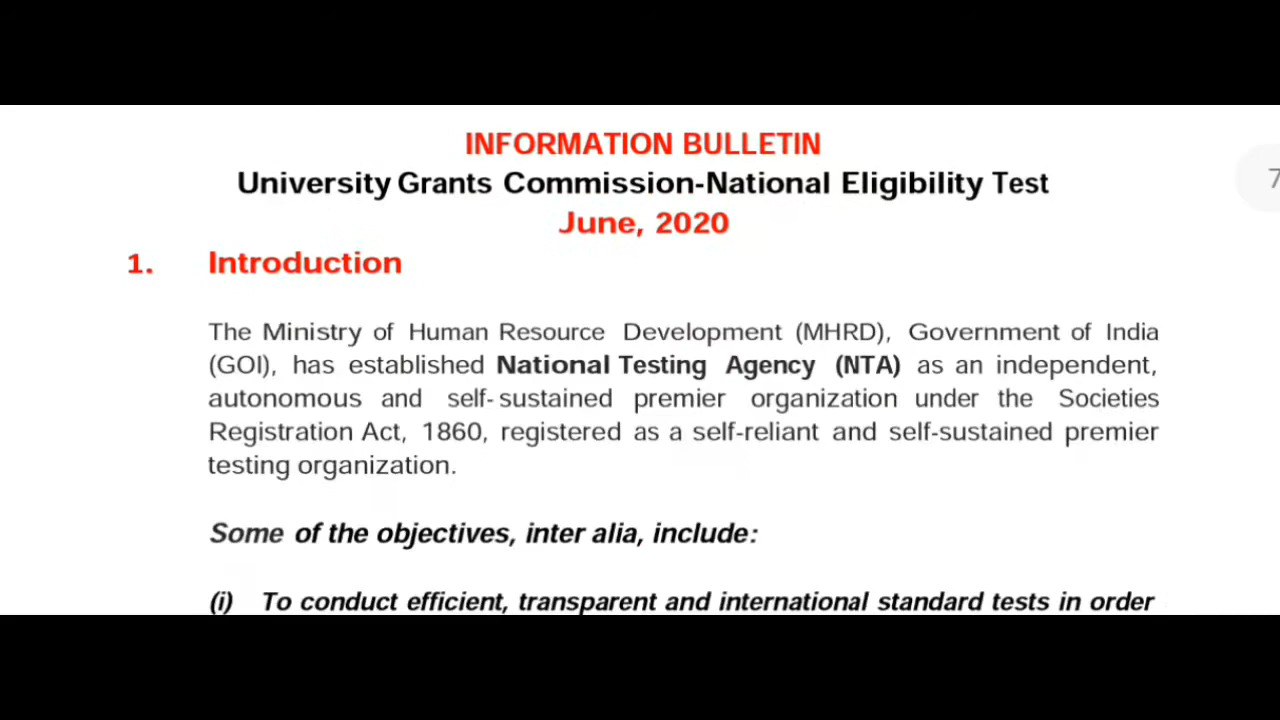 INFORMATION BULLETIN
University Grants Commission-National Eligibility Test
7
June, 2020
1. Introduction
The Ministry of Human Resource Development (MHRD), Government of India
(GOI), has established National Testing Agency (NTA) as an independent,
autonomous and self-sustained premier organization under the Societies
Registration Act, 1860, registered as a self-reliant and self-sustained premier
testing organization.
Some of the objectives, inter alia, include:
(i) To conduct efficient, transparent and international standard tests in order